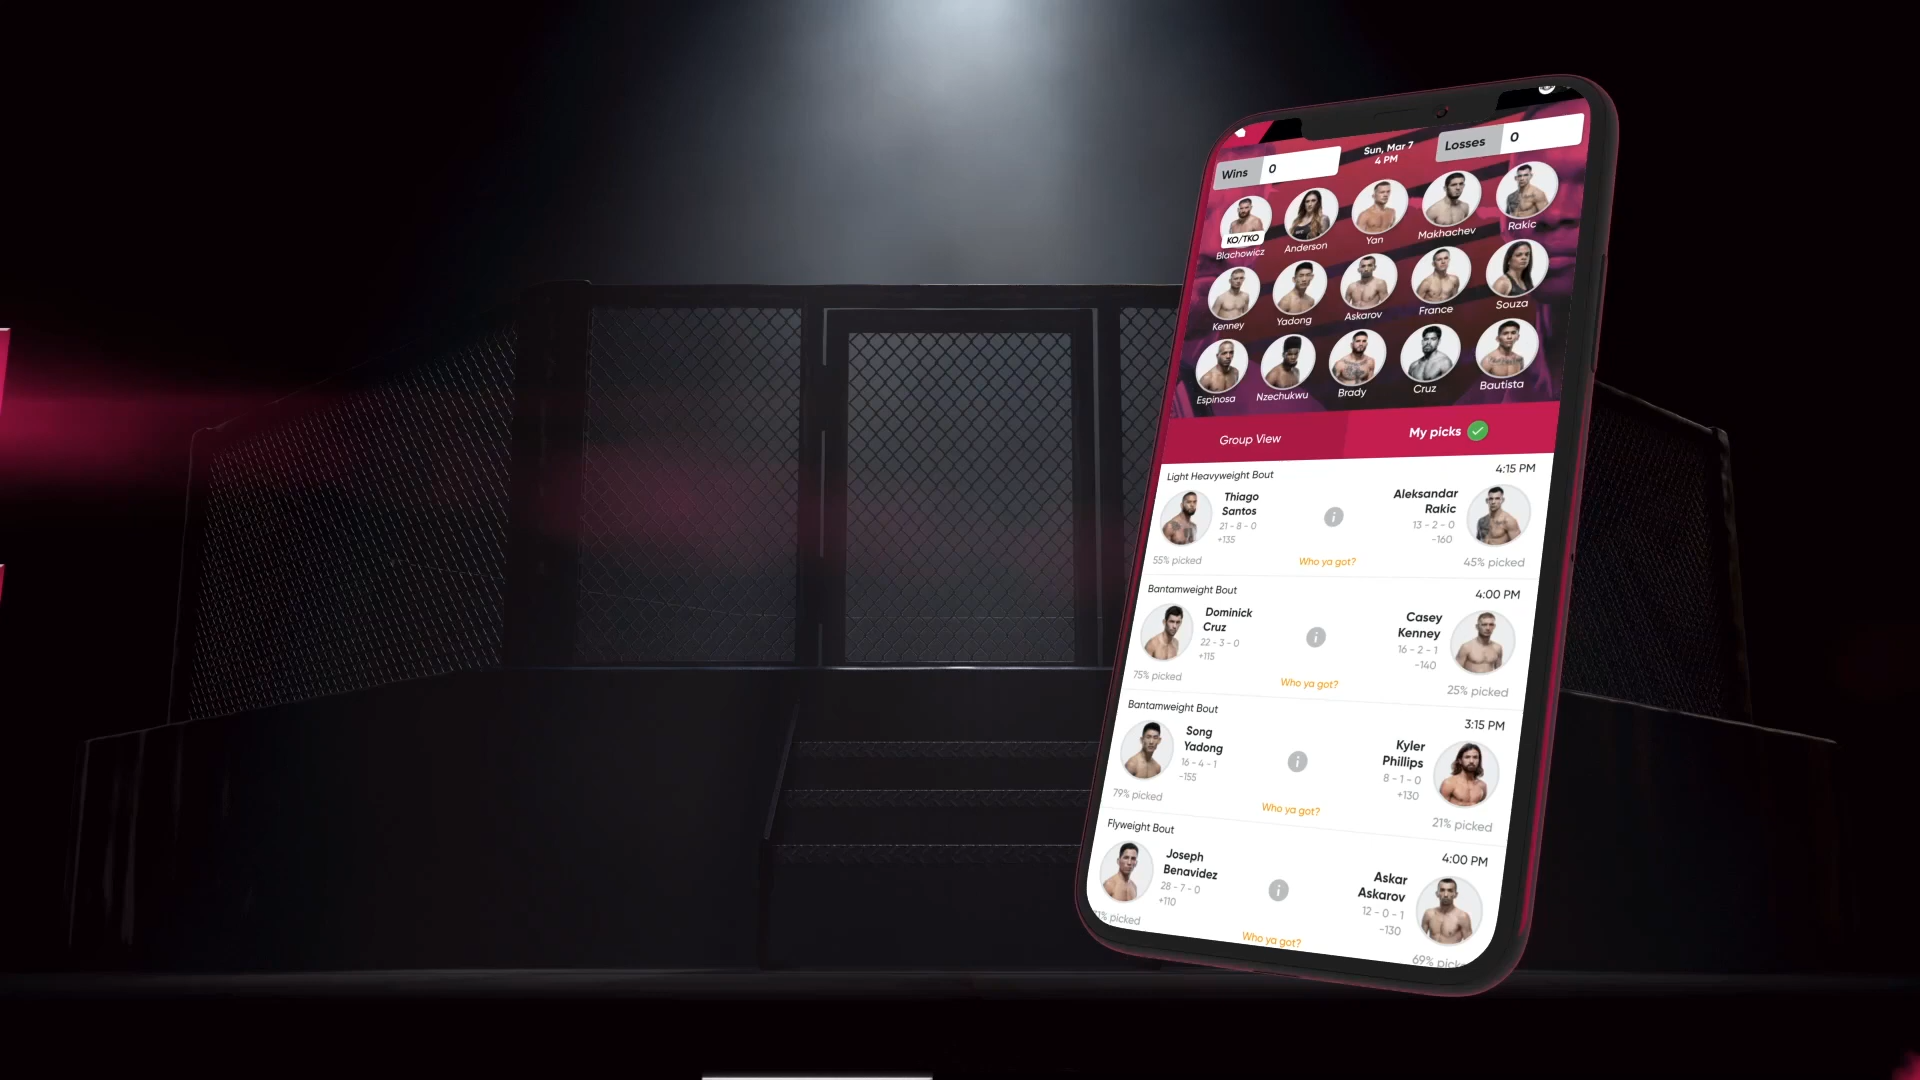 Wins 0
Sun, Mar 7
4 PM
Losses 0
KO/TKO
Blachowicz Anderson Yan Makhachev Rakic
Kenney Yadong Askarov France Souza
Espinosa Nzechukwu Brady Cruz Bautista
Group View My picks
Light Heavyweight Bout 4:15 PM
Thiago Aleksandar
Santos Rakic
21 - 8 - 0 13 - 2 - 0
+135 -160
55% picked Who ya got? 45% picked
Bantamweight Bout 4:00 PM
Dominick Casey
Cruz Kenney
22 - 3 - 0 16 - 2 - 1
+115 -140
75% picked Who ya got? 25% picked
Bantamweight Bout 3:15 PM
Song Kyler
Yadong Phillips
16 - 4 - 1 8 - 1 - 0
-155 +130
79% picked Who ya got? 21% picked
Flyweight Bout 4:00 PM
Joseph Askar
Benavidez Askarov
28 - 7 - 0 12 - 0 - 1
+110 -130
picked Who ya got? 69%